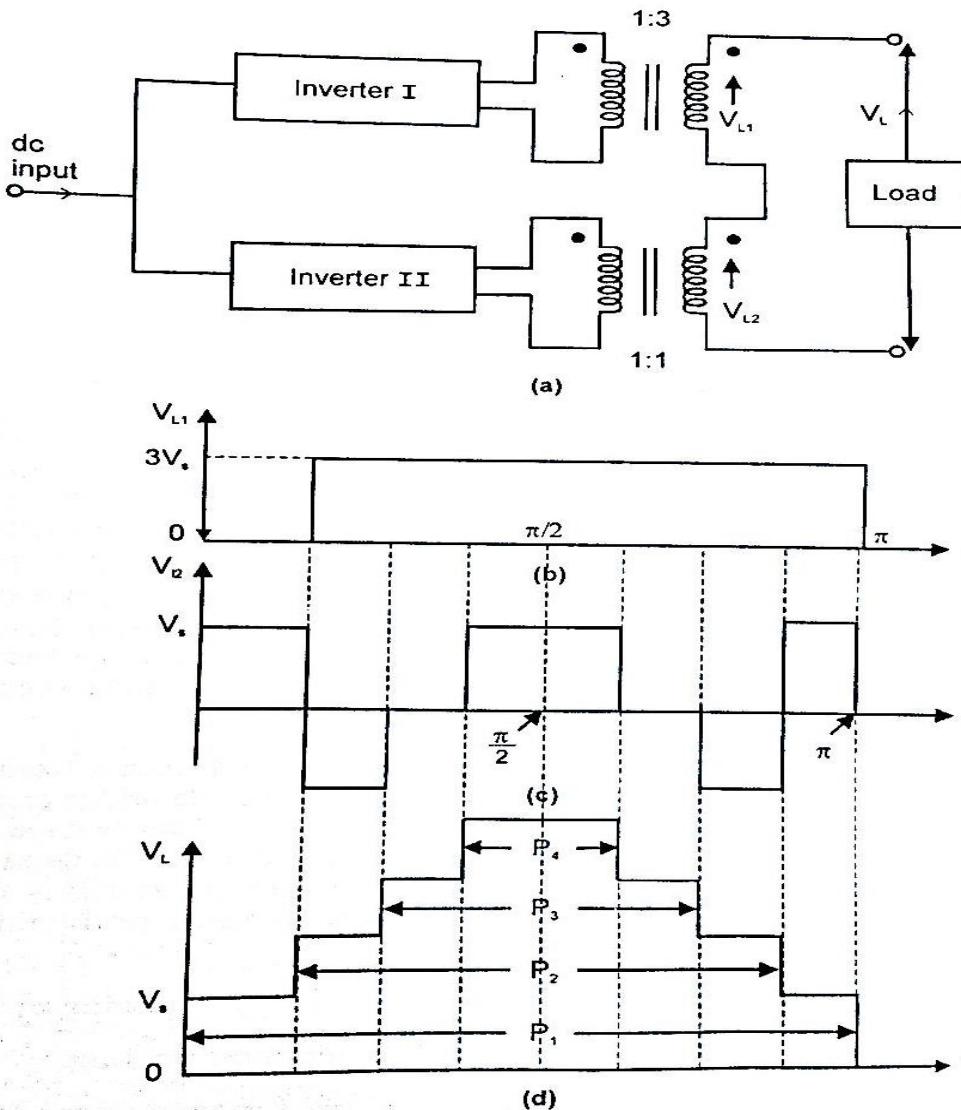 1:3
Inverter I
V_L1
V_L
dc
input
Load
Inverter II
V_L2
1:1
(a)
V_L1
3V_s
0
π/2
π
(b)
V_l2
V_s
π/2
π
(c)
V_L
P_4
P_3
P_2
V_s
P_1
0
(d)